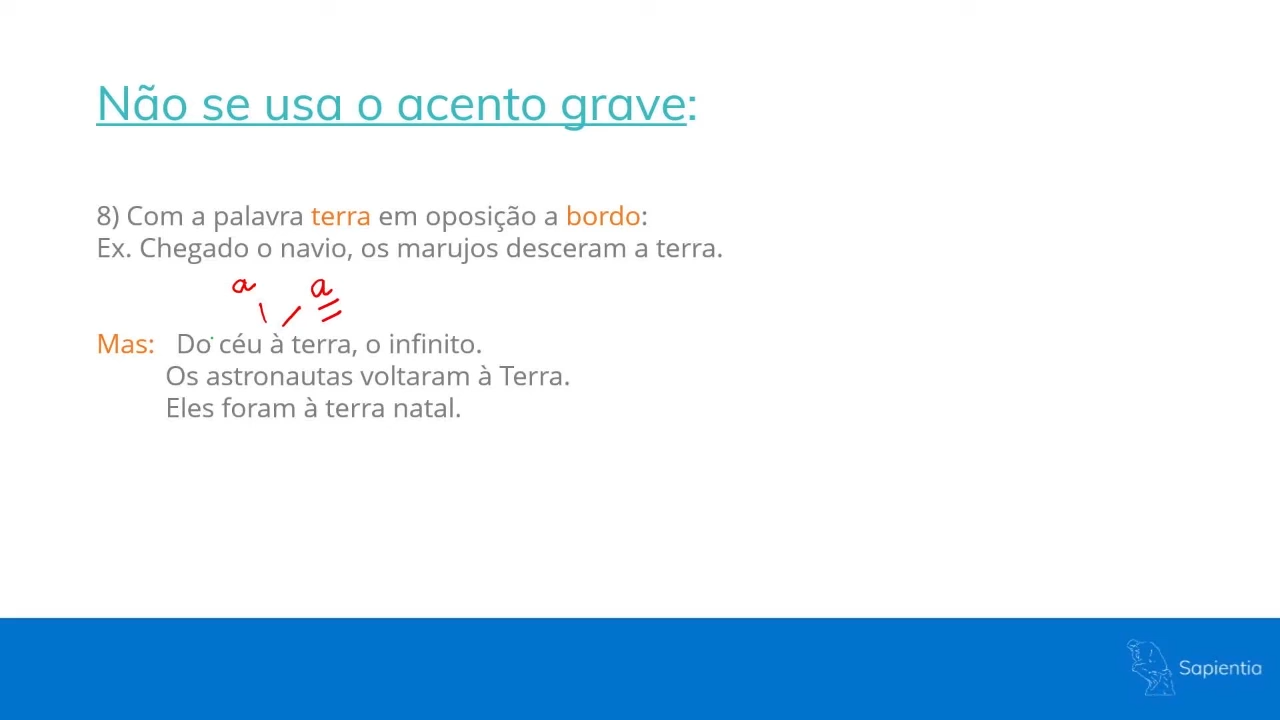 Não se usa o acento grave:
8) Com a palavra terra em oposição a bordo:
Ex. Chegado o navio, os marujos desceram a terra.
a a
Mas: Do céu à terra, o infinito.
Os astronautas voltaram à Terra.
Eles foram à terra natal.
Sapientia